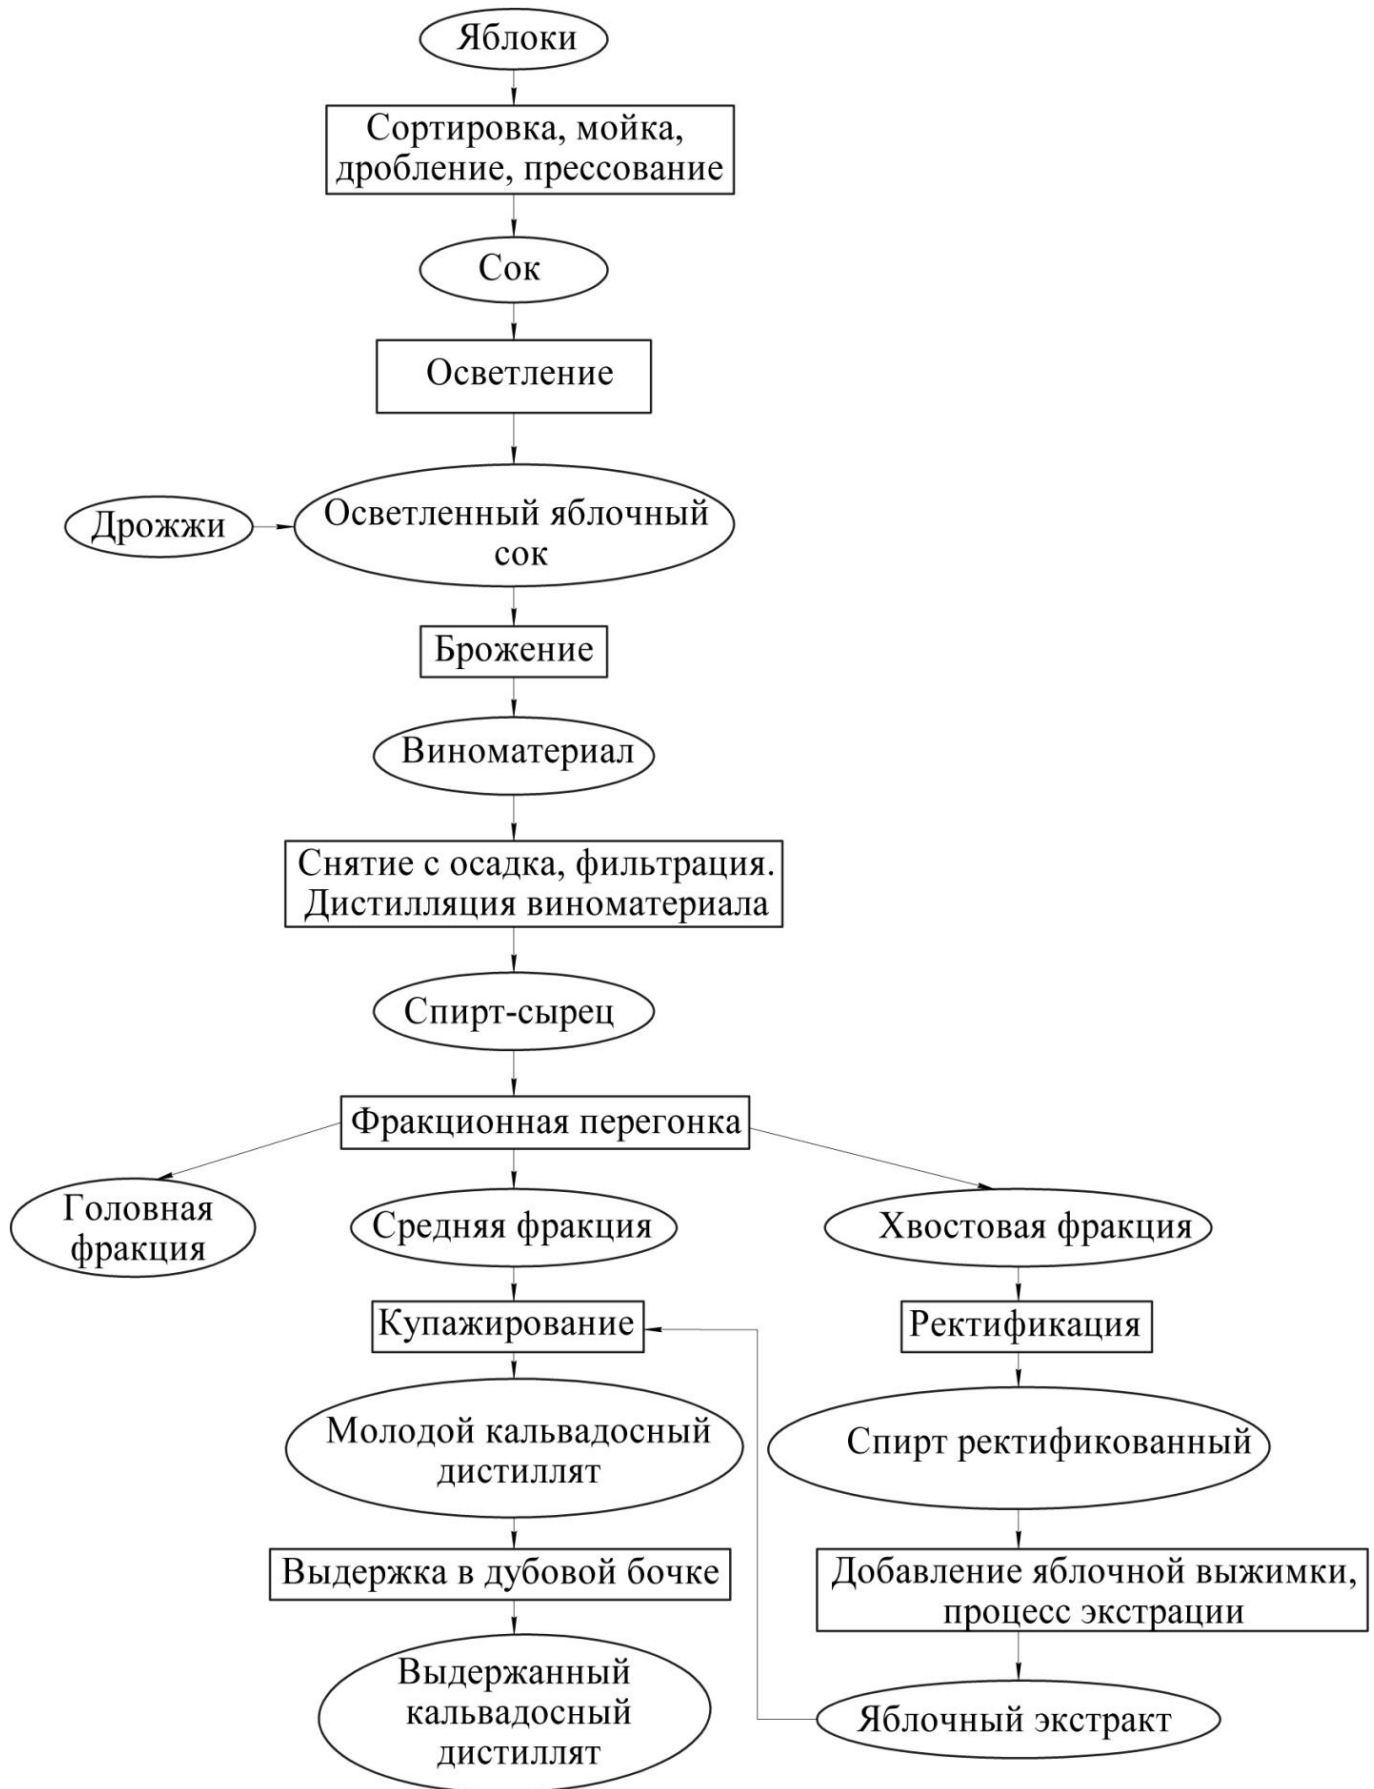 Яблоки
Сортировка, мойка,
дробление, прессование
Сок
Осветление
Дрожжи
Осветленный яблочный
сок
Брожение
Виноматериал
Снятие с осадка, фильтрация.
Дистилляция виноматериала
Спирт-сырец
Фракционная перегонка
Головная
фракция
Средняя фракция
Хвостовая фракция
Купажирование
Ректификация
Молодой кальвадосный
дистиллят
Спирт ректификованный
Выдержка в дубовой бочке
Добавление яблочной выжимки,
процесс экстрации
Выдержанный
кальвадосный
дистиллят
Яблочный экстракт